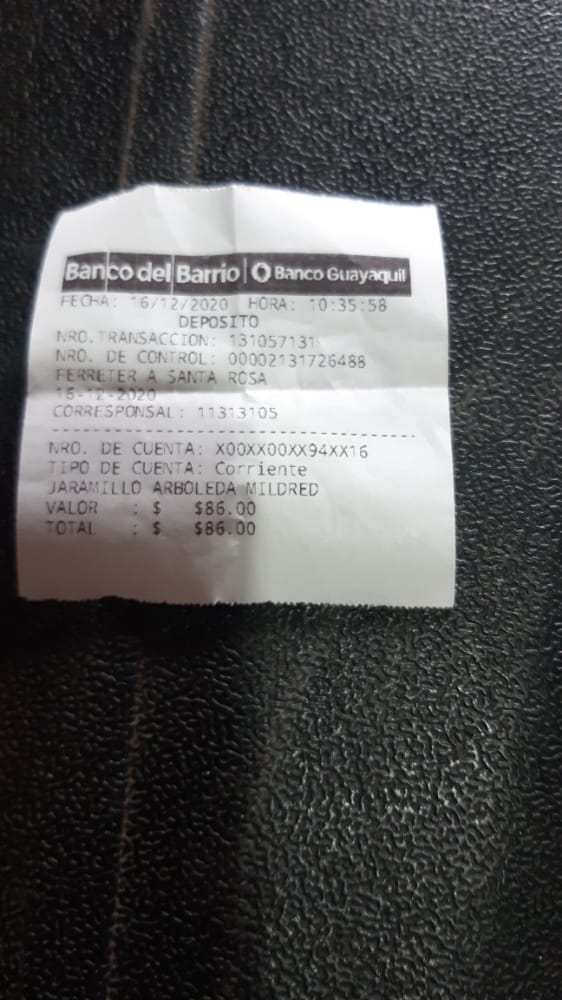 Banco del Barrio | Banco Guayaquil
FECHA: 16/12/2020 HORA: 10:35:58
DEPOSITO
NRO.TRANSACCION: 131057131
NRO. DE CONTROL: 00002131726488
FERRETER A SANTA ROSA
16-12-2020
CORRESPONSAL: 11313105
NRO. DE CUENTA: X00XX00XX94XX16
TIPO DE CUENTA: Corriente
JARAMILLO ARBOLEDA MILDRED
VALOR : $ $86.00
TOTAL : $ $86.00